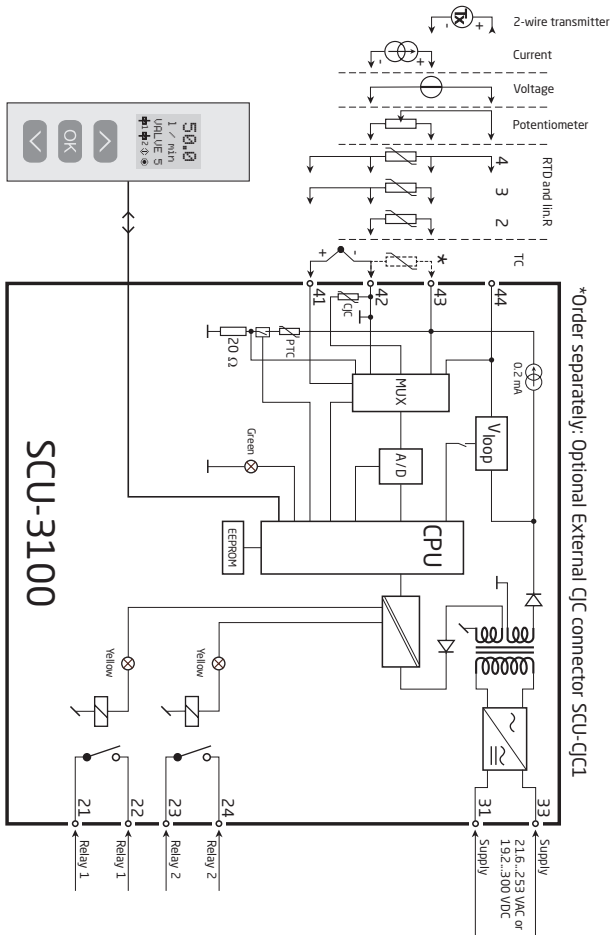 *Order separately: Optional External CJC connector SCU-CJC1
2-wire transmitter
Tx
-
+
Current
-
+
Voltage
Potentiometer
RTD and lin.R
4
3
2
TC
*
+
-
44
43
42
41
0.2 mA
Vloop
CJC
PTC
20 Ω
MUX
A/D
Green
CPU
EEPROM
Yellow
Yellow
SCU-3100
50.0
l / min
VALVE 5
1
2
OK
33
31
24
23
22
21
Supply
21.6...253 VAC or
19.2...300 VDC
Supply
Relay 2
Relay 2
Relay 1
Relay 1